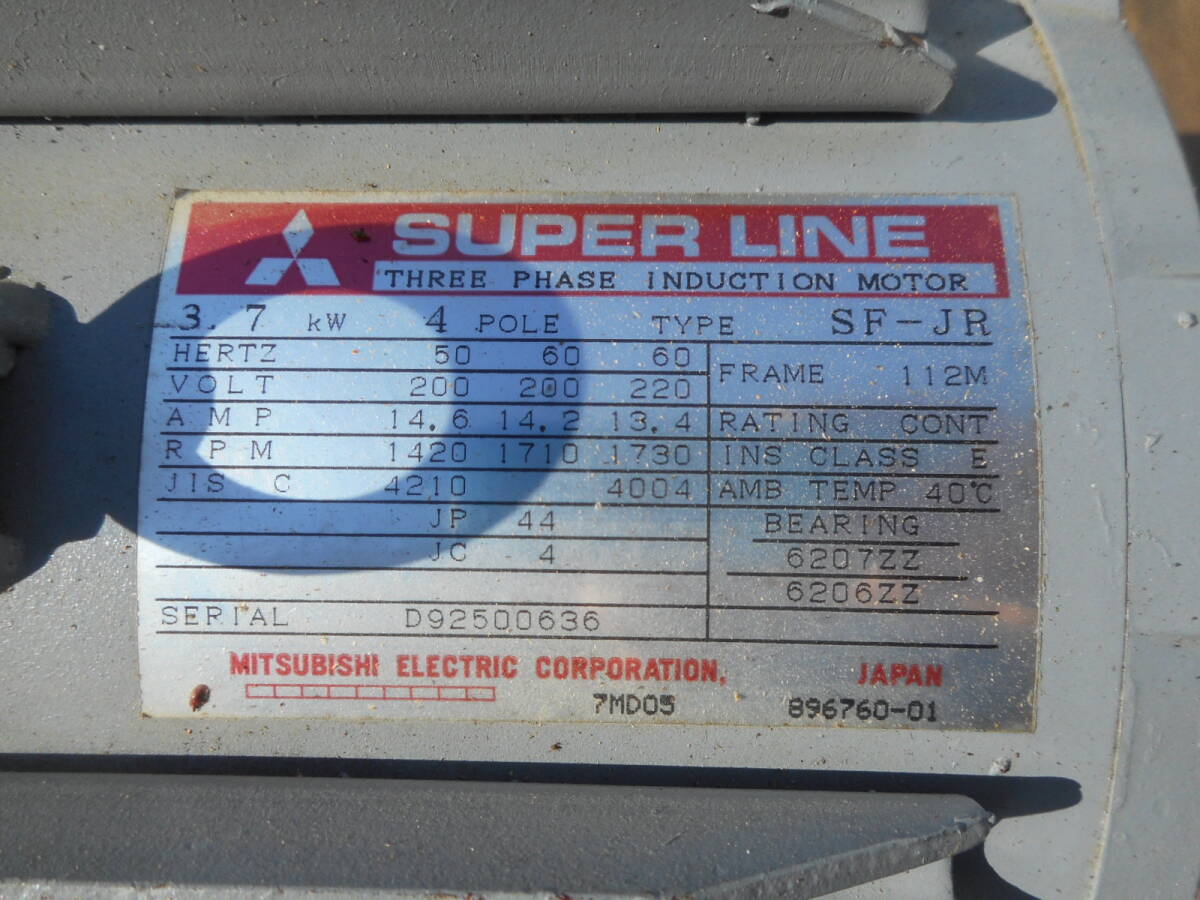 SUPER LINE
THREE PHASE INDUCTION MOTOR
3.7 kW 4 POLE TYPE SF-JR
HERTZ 50 60 60
FRAME 112M
VOLT 200 200 220
AMP 14.6 14.2 13.4 RATING CONT
RPM 1420 1710 1730 INS CLASS E
JIS C 4210 4004 AMB TEMP 40°C
JP 44 BEARING
JC 4 6207ZZ
6206ZZ
SERIAL D92500636
MITSUBISHI ELECTRIC CORPORATION, JAPAN
7MD05 896760-01